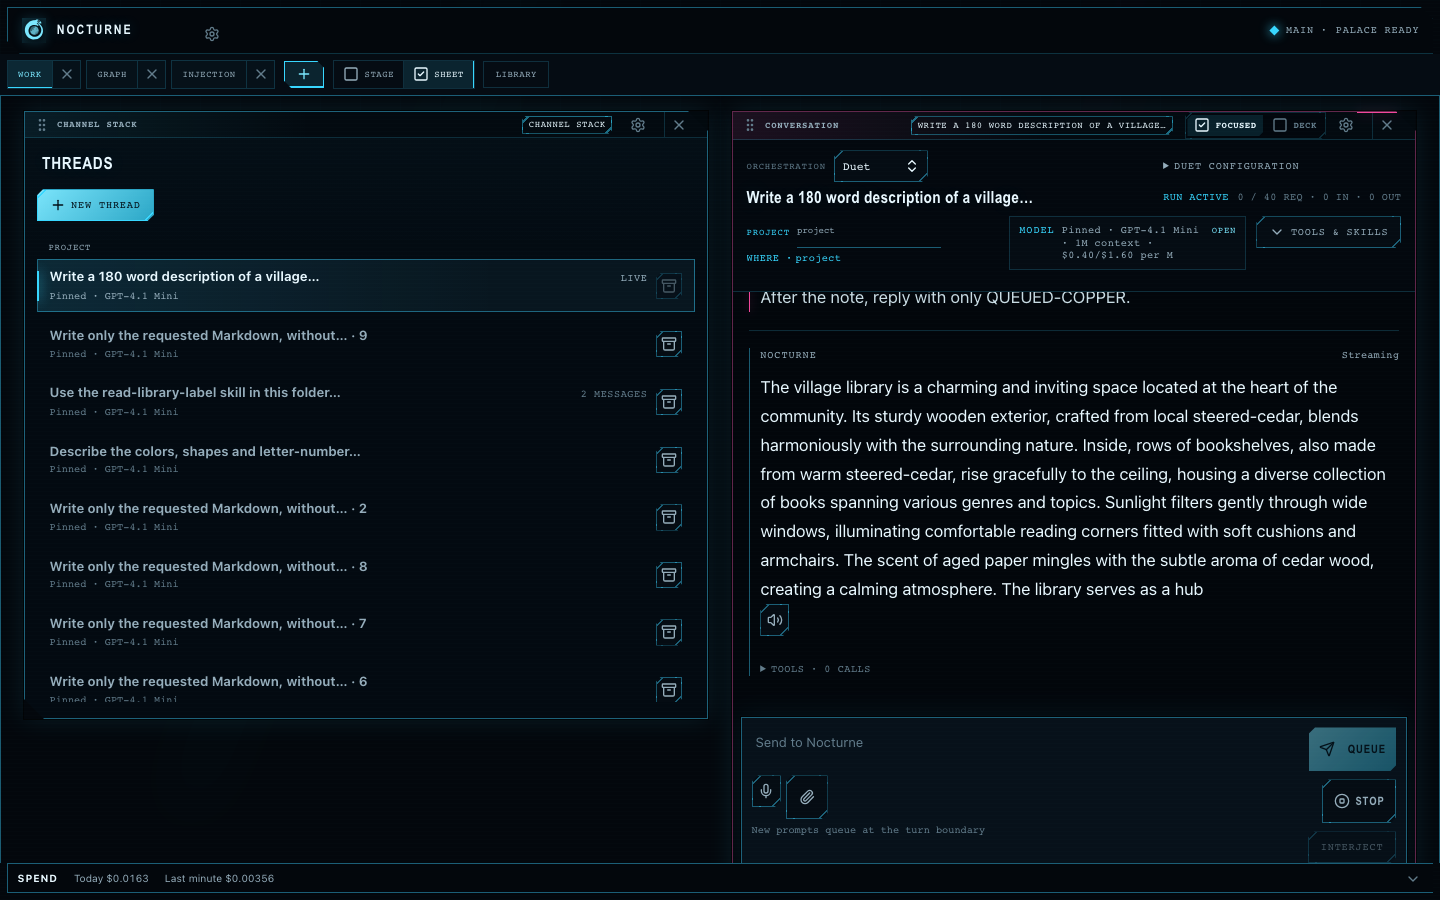 NOCTURNE
MAIN · PALACE READY
WORK
GRAPH
INJECTION
STAGE
SHEET
LIBRARY
CHANNEL STACK
CHANNEL STACK
THREADS
NEW THREAD
PROJECT
Write a 180 word description of a village...
LIVE
Pinned · GPT-4.1 Mini
Write only the requested Markdown, without... · 9
Pinned · GPT-4.1 Mini
Use the read-library-label skill in this folder...
2 MESSAGES
Pinned · GPT-4.1 Mini
Describe the colors, shapes and letter-number...
Pinned · GPT-4.1 Mini
Write only the requested Markdown, without... · 2
Pinned · GPT-4.1 Mini
Write only the requested Markdown, without... · 8
Pinned · GPT-4.1 Mini
Write only the requested Markdown, without... · 7
Pinned · GPT-4.1 Mini
Write only the requested Markdown, without... · 6
Pinned · GPT-4.1 Mini
CONVERSATION
WRITE A 180 WORD DESCRIPTION OF A VILLAGE…
FOCUSED
DECK
ORCHESTRATION
Duet
DUET CONFIGURATION
Write a 180 word description of a village...
RUN ACTIVE 0 / 40 REQ · 0 IN · 0 OUT
PROJECT project
WHERE · project
MODEL Pinned · GPT-4.1 Mini OPEN
· 1M context ·
$0.40/$1.60 per M
TOOLS & SKILLS
After the note, reply with only QUEUED-COPPER.
NOCTURNE
Streaming
The village library is a charming and inviting space located at the heart of the
community. Its sturdy wooden exterior, crafted from local steered-cedar, blends
harmoniously with the surrounding nature. Inside, rows of bookshelves, also made
from warm steered-cedar, rise gracefully to the ceiling, housing a diverse collection
of books spanning various genres and topics. Sunlight filters gently through wide
windows, illuminating comfortable reading corners fitted with soft cushions and
armchairs. The scent of aged paper mingles with the subtle aroma of cedar wood,
creating a calming atmosphere. The library serves as a hub
TOOLS · 0 CALLS
Send to Nocturne
QUEUE
STOP
New prompts queue at the turn boundary
INTERJECT
SPEND Today $0.0163 Last minute $0.00356